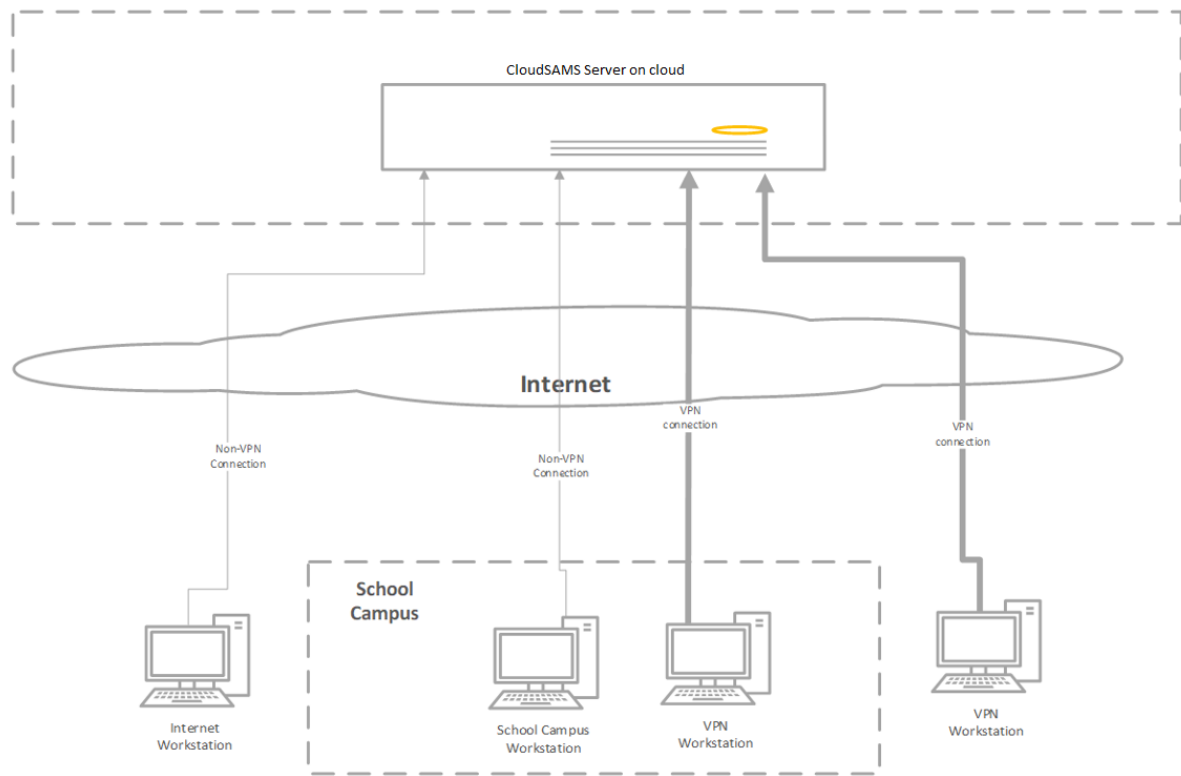 CloudSAMS Server on cloud
Internet
VPN
connection
VPN
connection
Non-VPN
Connection
Non-VPN
Connection
School
Campus
Internet
Workstation
School Campus
Workstation
VPN
Workstation
VPN
Workstation